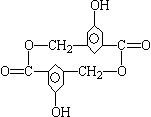 OH
O CH₂ C=O
O=C CH₂ O
OH